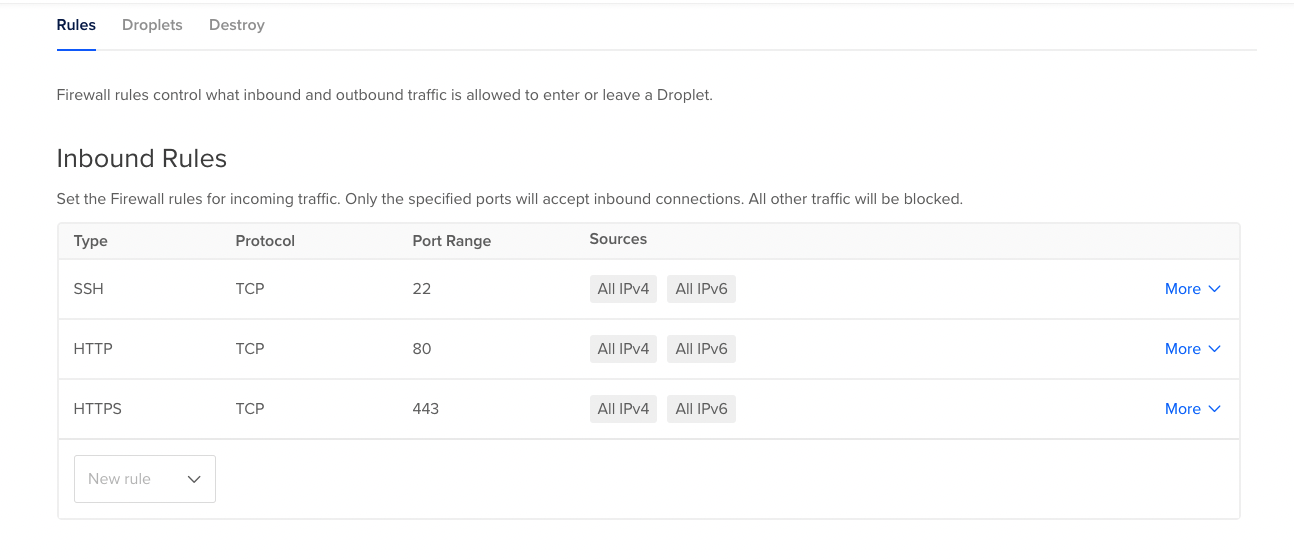 Rules Droplets Destroy
Firewall rules control what inbound and outbound traffic is allowed to enter or leave a Droplet.
Inbound Rules
Set the Firewall rules for incoming traffic. Only the specified ports will accept inbound connections. All other traffic will be blocked.
Type Protocol Port Range Sources
SSH TCP 22 All IPv4 All IPv6 More
HTTP TCP 80 All IPv4 All IPv6 More
HTTPS TCP 443 All IPv4 All IPv6 More
New rule